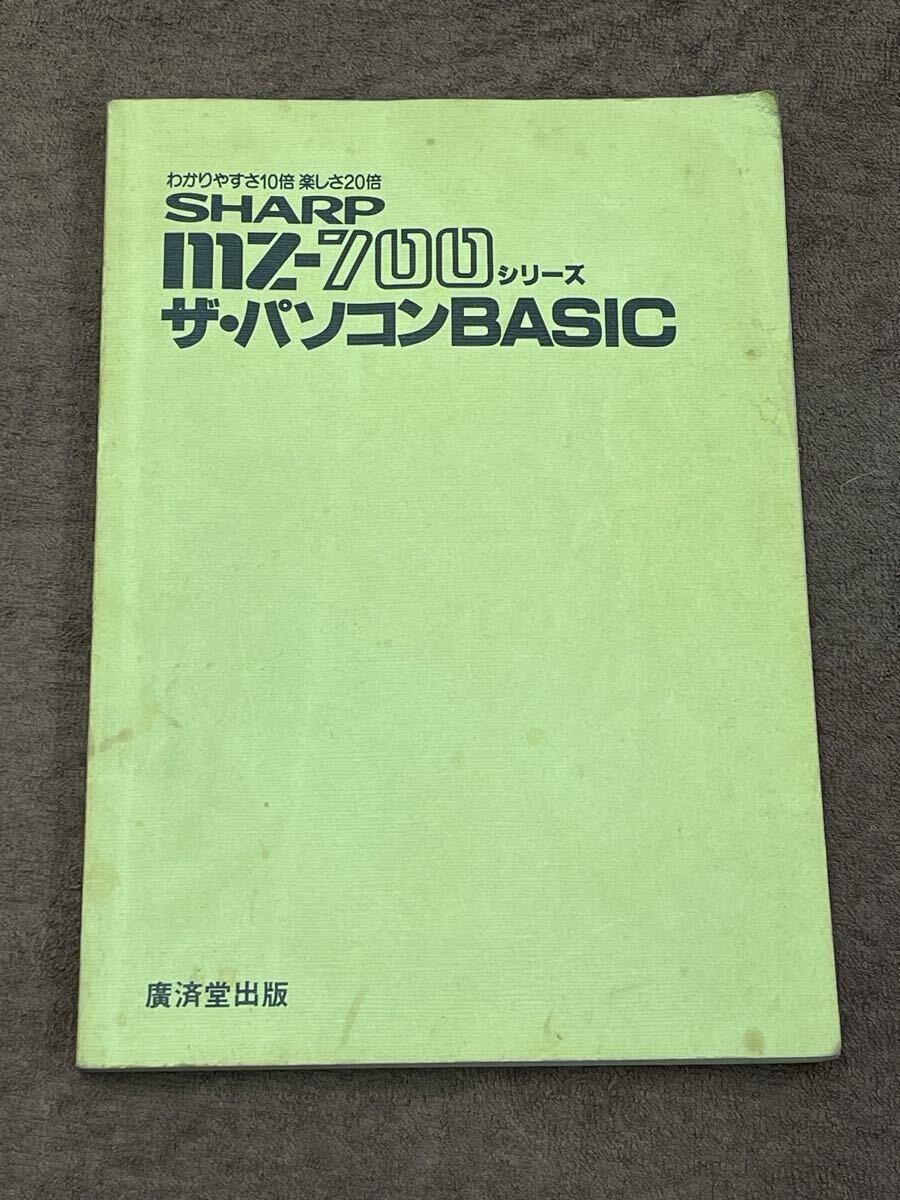 わかりやすさ10倍 楽しさ20倍
SHARP
mz-700シリーズ
ザ・パソコンBASIC
廣済堂出版